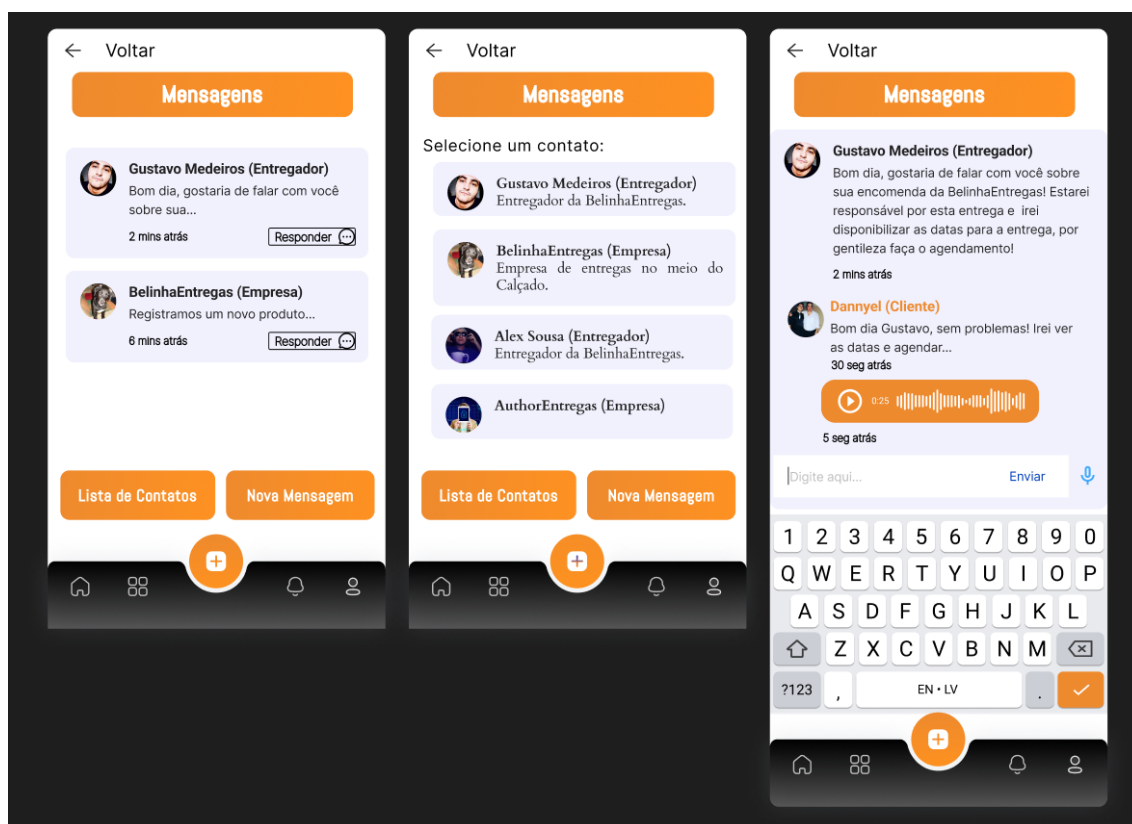 Voltar
Mensagens
Gustavo Medeiros (Entregador)
Bom dia, gostaria de falar com você
sobre sua...
2 mins atrás
Responder
BelinhaEntregas (Empresa)
Registramos um novo produto...
6 mins atrás
Responder
Lista de Contatos
Nova Mensagem
Voltar
Mensagens
Selecione um contato:
Gustavo Medeiros (Entregador)
Entregador da BelinhaEntregas.
BelinhaEntregas (Empresa)
Empresa de entregas no meio do
Calçado.
Alex Sousa (Entregador)
Entregador da BelinhaEntregas.
AuthorEntregas (Empresa)
Lista de Contatos
Nova Mensagem
Voltar
Mensagens
Gustavo Medeiros (Entregador)
Bom dia, gostaria de falar com você sobre
sua encomenda da BelinhaEntregas! Estarei
responsável por esta entrega e irei
disponibilizar as datas para a entrega, por
gentileza faça o agendamento!
2 mins atrás
Dannyel (Cliente)
Bom dia Gustavo, sem problemas! Irei ver
as datas e agendar...
30 seg atrás
0:25
5 seg atrás
Digite aqui...
Enviar
1 2 3 4 5 6 7 8 9 0
Q W E R T Y U I O P
A S D F G H J K L
Z X C V B N M
?123 , EN • LV .